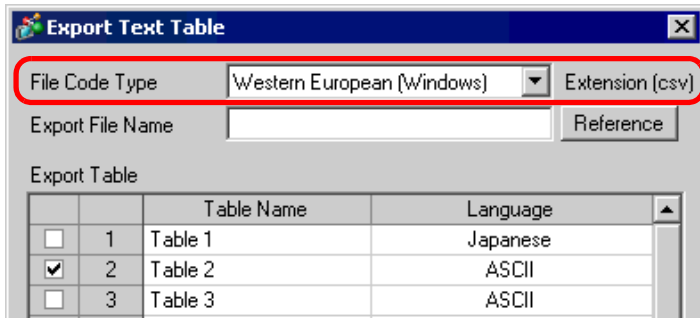 Export Text Table
File Code Type Western European (Windows) Extension (csv)
Export File Name Reference
Export Table
Table Name Language
1 Table 1 Japanese
2 Table 2 ASCII
3 Table 3 ASCII